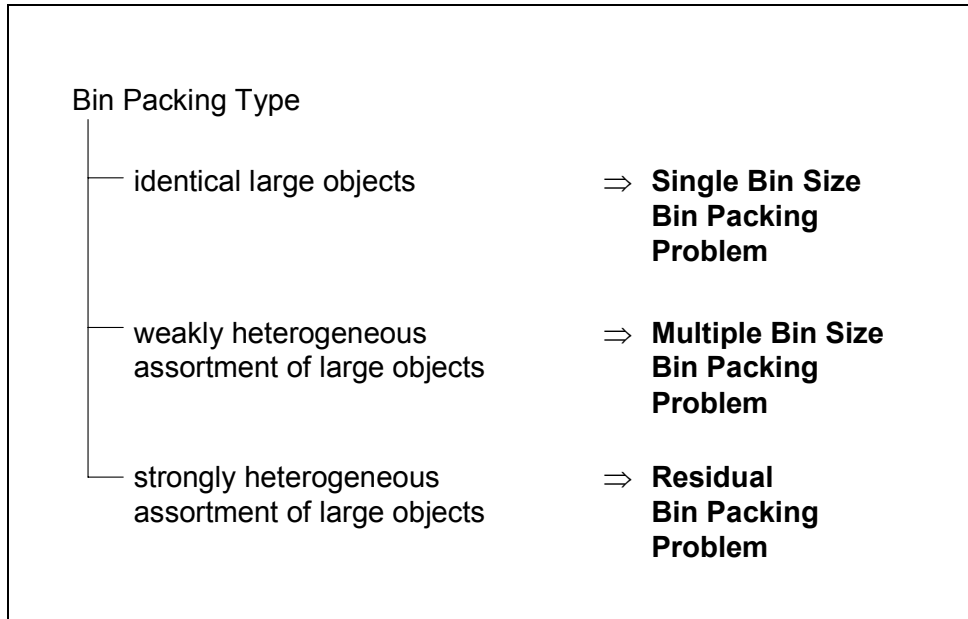 Bin Packing Type
identical large objects ⇒ Single Bin Size
Bin Packing
Problem
weakly heterogeneous ⇒ Multiple Bin Size
assortment of large objects Bin Packing
Problem
strongly heterogeneous ⇒ Residual
assortment of large objects Bin Packing
Problem